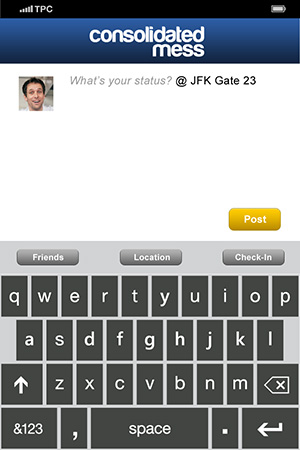 TPC
consolidated
mess
What's your status? @ JFK Gate 23
Post
Friends Location Check-In
q w e r t y u i o p
a s d f g h j k l
z x c v b n m
&123 , space .